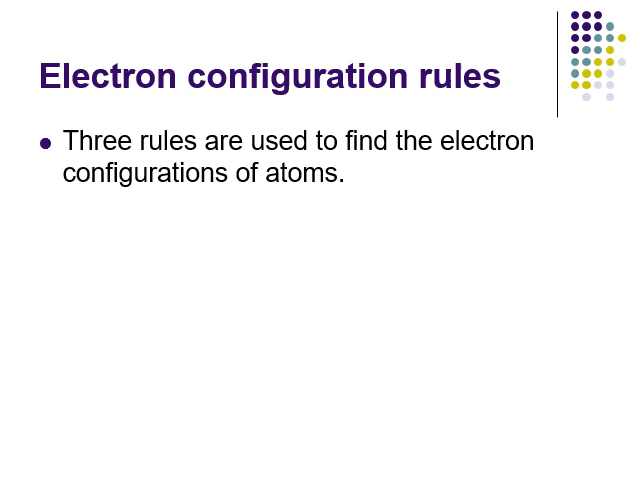 Electron configuration rules
Three rules are used to find the electron
configurations of atoms.